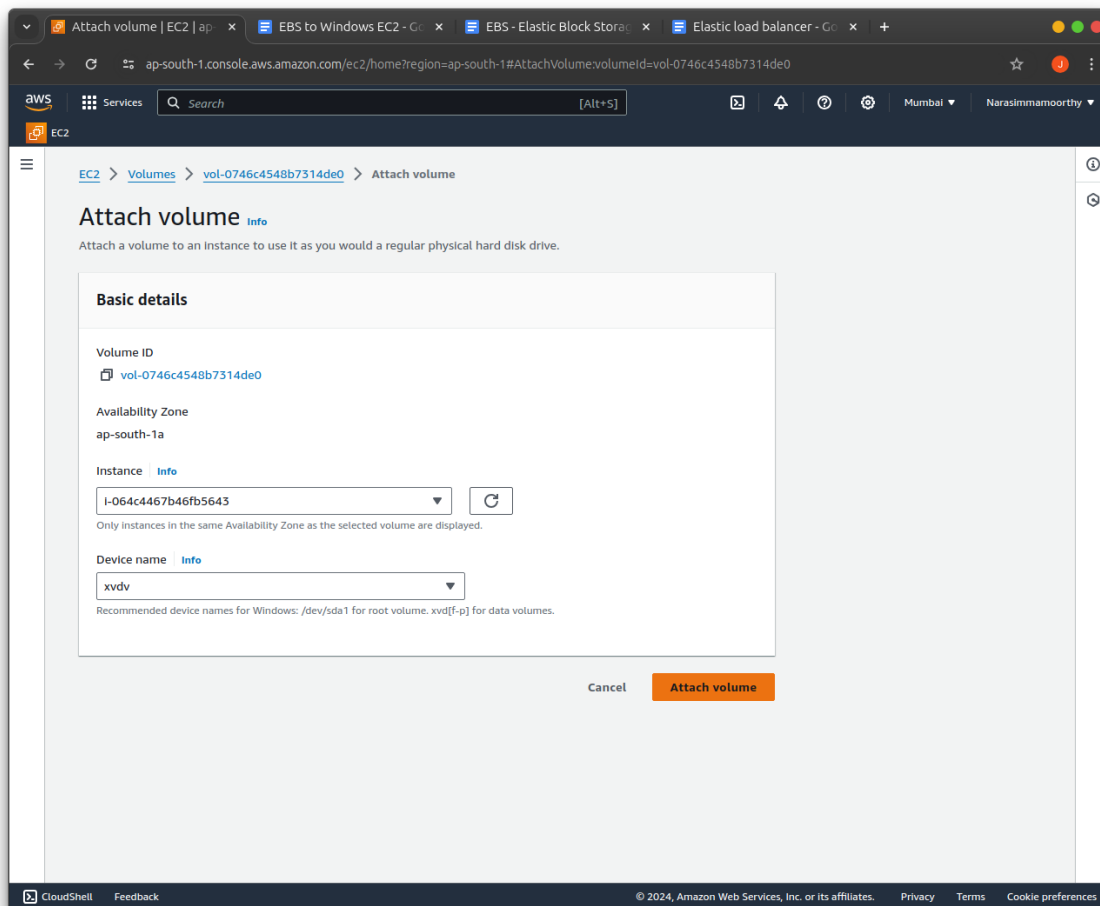 Attach volume | EC2 | ap-
EBS to Windows EC2 - Go
EBS - Elastic Block Storag
Elastic load balancer - Go
ap-south-1.console.aws.amazon.com/ec2/home?region=ap-south-1#AttachVolume:volumeId=vol-0746c4548b7314de0
J
aws
Services
Search
[Alt+S]
Mumbai
Narasimmamoorthy
EC2
EC2
Volumes
vol-0746c4548b7314de0
Attach volume
Attach volume Info
Attach a volume to an instance to use it as you would a regular physical hard disk drive.
Basic details
Volume ID
vol-0746c4548b7314de0
Availability Zone
ap-south-1a
Instance Info
i-064c4467b46fb5643
Only instances in the same Availability Zone as the selected volume are displayed.
Device name Info
xvdv
Recommended device names for Windows: /dev/sda1 for root volume. xvd[f-p] for data volumes.
Cancel
Attach volume
CloudShell
Feedback
© 2024, Amazon Web Services, Inc. or its affiliates.
Privacy
Terms
Cookie preferences